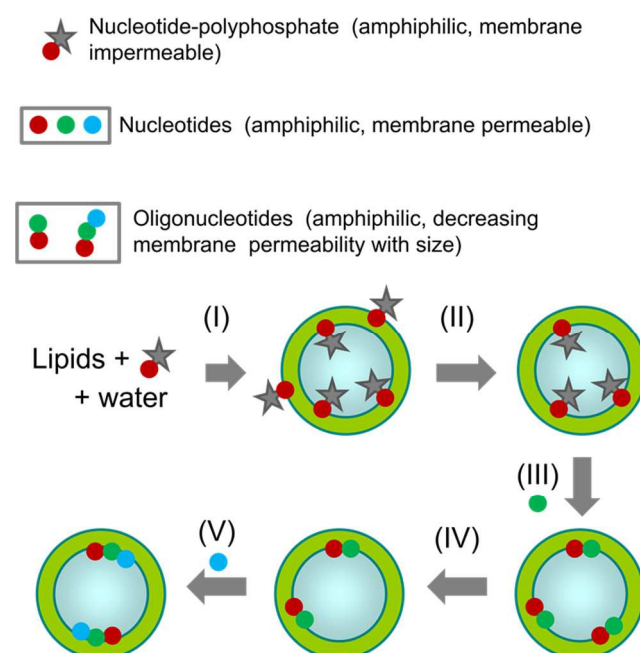 Nucleotide-polyphosphate (amphiphilic, membrane
impermeable)
Nucleotides (amphiphilic, membrane permeable)
Oligonucleotides (amphiphilic, decreasing
membrane permeability with size)
(I)
(II)
Lipids +
+ water
(III)
(V)
(IV)